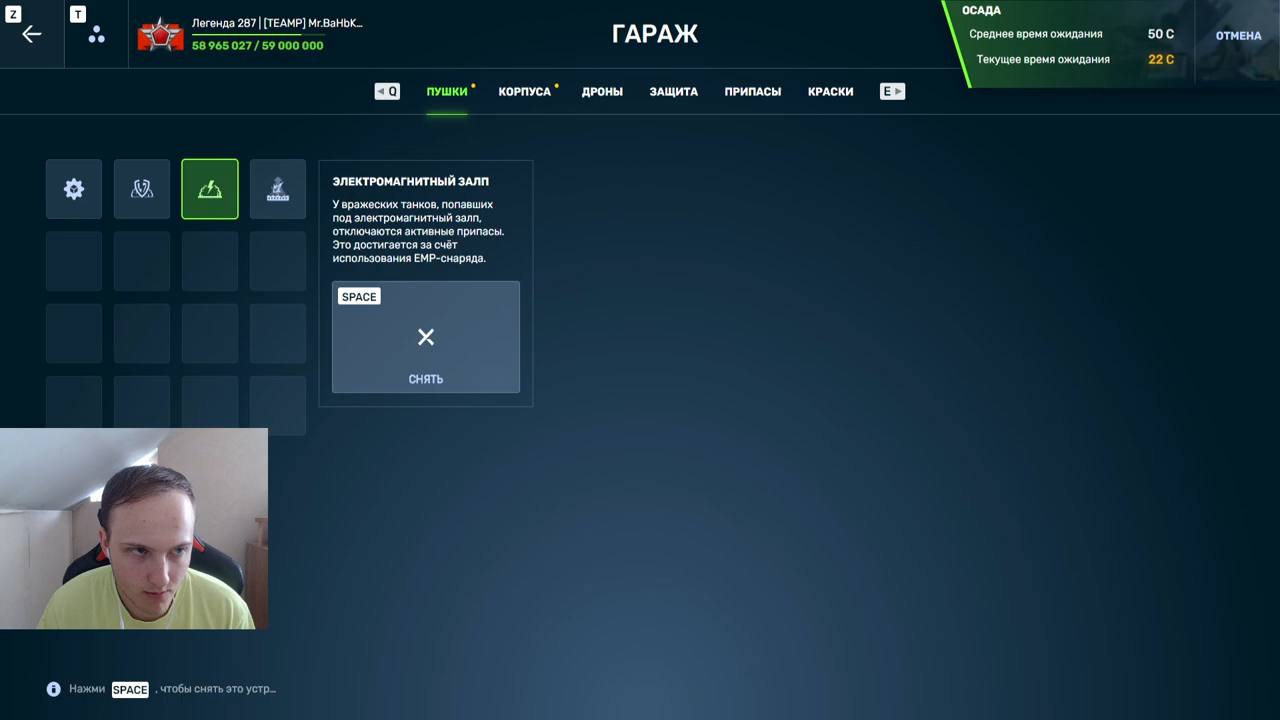 Z
T
Легенда 287 | [TEAMP] Mr.BaHbK...
58 965 027 / 59 000 000
ГАРАЖ
ОСАДА
Среднее время ожидания 50 С
Текущее время ожидания 22 С
ОТМЕНА
Q ПУШКИ КОРПУСА ДРОНЫ ЗАЩИТА ПРИПАСЫ КРАСКИ E
ЭЛЕКТРОМАГНИТНЫЙ ЗАЛП
У вражеских танков, попавших
под электромагнитный залп,
отключаются активные припасы.
Это достигается за счёт
использования EMP-снаряда.
SPACE
СНЯТЬ
Нажми SPACE , чтобы снять это устр...